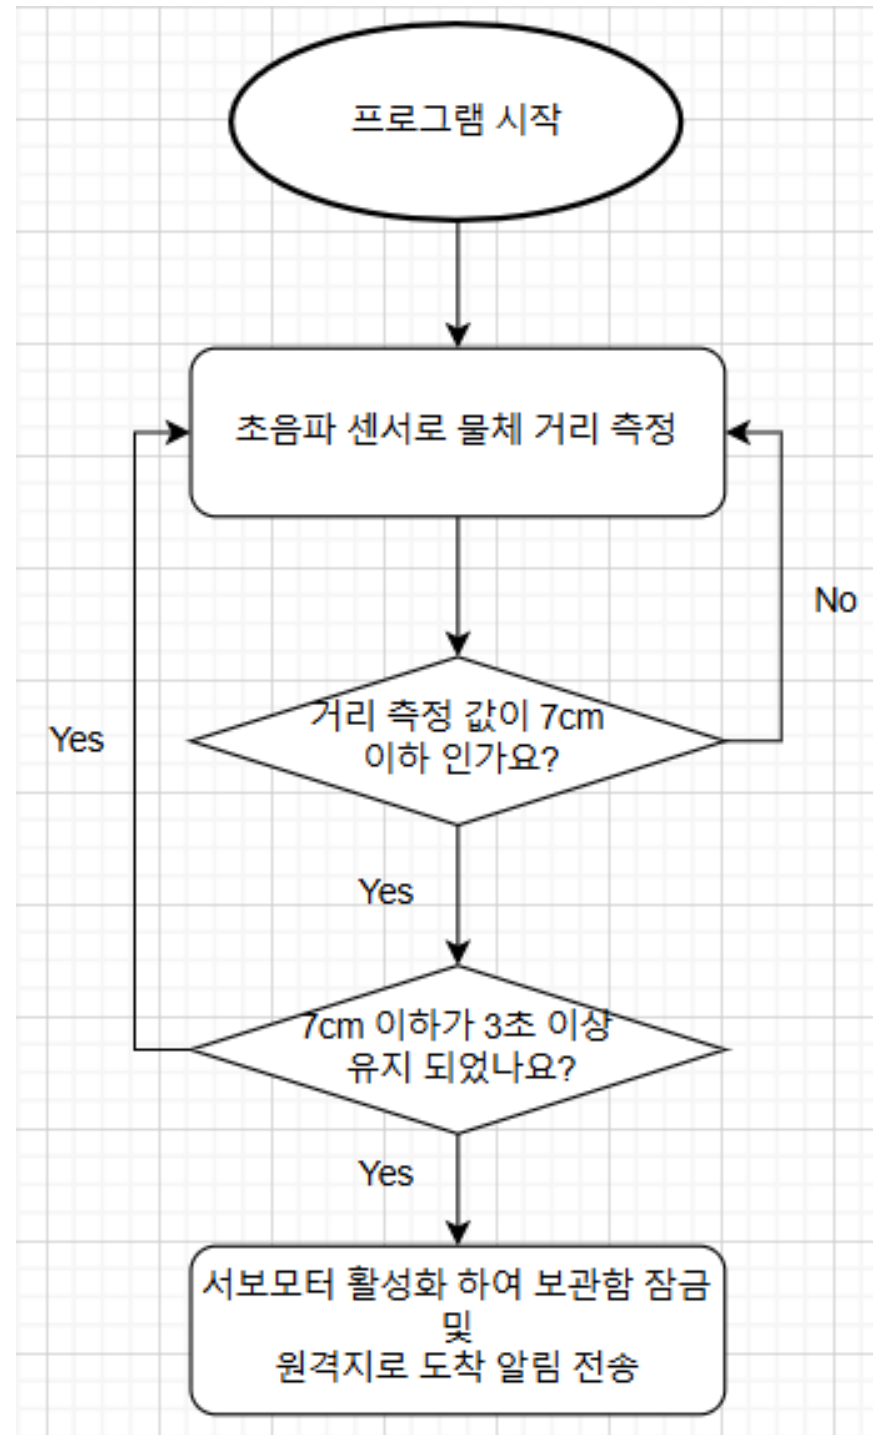 프로그램 시작
초음파 센서로 물체 거리 측정
No
거리 측정 값이 7cm
이하 인가요?
Yes
Yes
7cm 이하가 3초 이상
유지 되었나요?
Yes
서보모터 활성화 하여 보관함 잠금
및
원격지로 도착 알림 전송